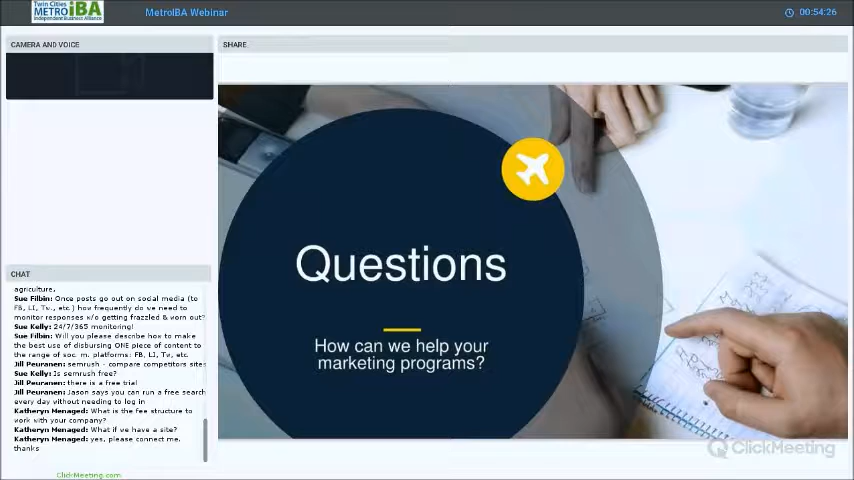 Twin Cities
METRO IBA
Independent Business Alliance
MetroIBA Webinar
00:54:26
CAMERA AND VOICE
SHARE
Questions
How can we help your
marketing programs?
CHAT
agriculture,
Sue Filbin: Once posts go out on social media (to
FB, LI, Tw., etc.) how frequently do we need to
monitor responses w/o getting frazzled & worn out?
Sue Kelly: 24/7/365 monitoring!
Sue Filbin: Will you please describe how to make
the best use of disbursing ONE piece of content to
the range of soc. m. platforms: FB, LI, Tw, etc.
Jill Peuranen: semrush - compare competitors sites
Sue Kelly: Is semrush free?
Jill Peuranen: there is a free trial
Jill Peuranen: Jason says you can run a free search
every day without needing to log in
Katheryn Menaged: What is the fee structure to
work with your company?
Katheryn Menaged: What if we have a site?
Katheryn Menaged: yes, please connect me.
thanks
ClickMeeting.com
ClickMeeting